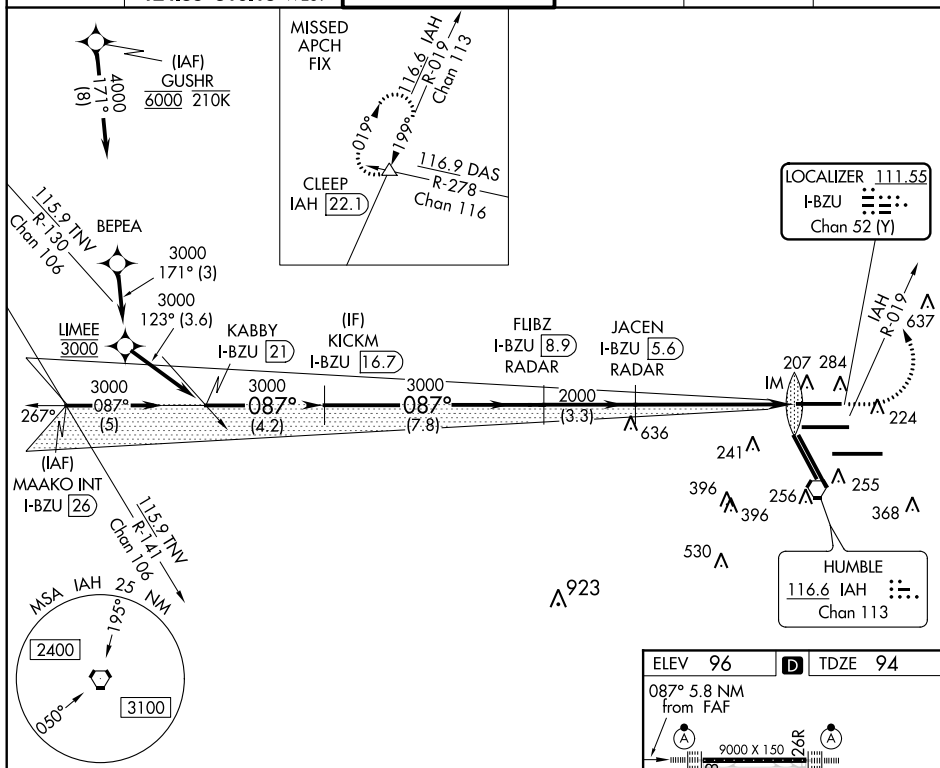 MISSED
APCH
FIX
116.6 IAH
R-019
Chan 113
019°
199°
116.9 DAS
R-278
Chan 116
CLEEP
IAH 22.1
(IAF)
GUSHR
6000 210K
4000
171°
(8)
LOCALIZER 111.55
I-BZU
Chan 52 (Y)
115.9 TNV
R-130
Chan 106
BEPEA
3000
171° (3)
3000
123° (3.6)
LIMEE
3000
KABBY
I-BZU 21
(IF)
KICKM
I-BZU 16.7
FLIBZ
I-BZU 8.9
RADAR
JACEN
I-BZU 5.6
RADAR
IAH
R-019
637
207
284
IM
224
267°
3000
087°
(5)
3000
087°
(4.2)
3000
087°
(7.8)
2000
(3.3)
636
241
(IAF)
MAAKO INT
I-BZU 26
115.9 TNV
R-141
Chan 106
396
396
256
255
368
530
923
HUMBLE
116.6 IAH
Chan 113
MSA IAH 25 NM
195°
2400
050°
3100
ELEV 96
D
TDZE 94
087° 5.8 NM
from FAF
A
A
9000 X 150
26R